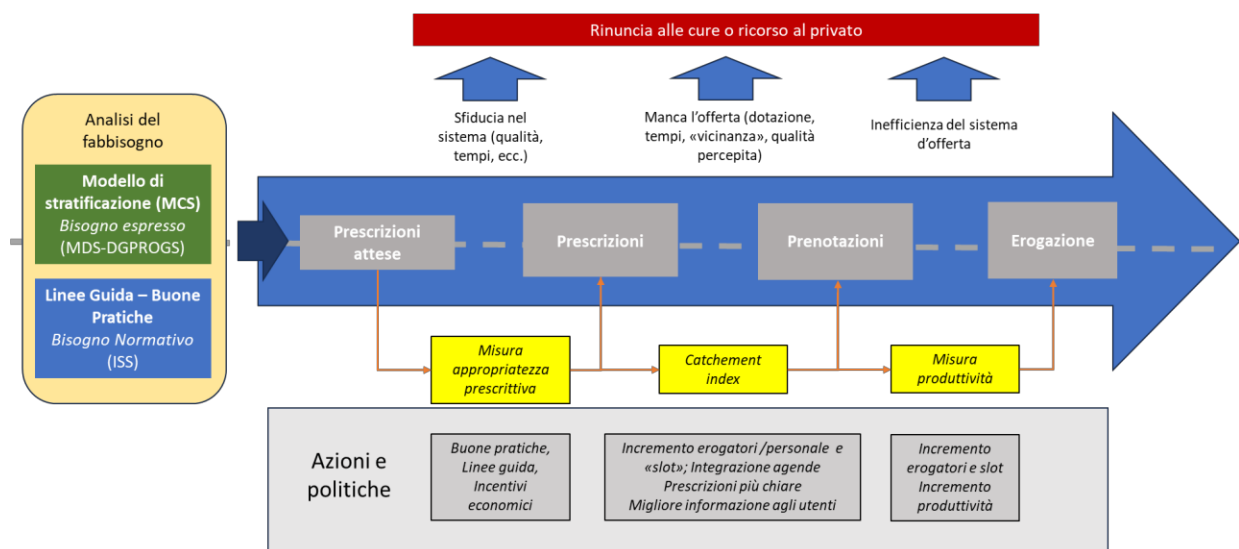 Rinuncia alle cure o ricorso al privato
Sfiducia nel
sistema (qualità,
tempi, ecc.)
Manca l’offerta (dotazione,
tempi, «vicinanza», qualità
percepita)
Inefficienza del sistema
d’offerta
Analisi del
fabbisogno
Modello di
stratificazione (MCS)
Bisogno espresso
(MDS-DGPROGS)
Linee Guida – Buone
Pratiche
Bisogno Normativo
(ISS)
Prescrizioni
attese
Prescrizioni
Prenotazioni
Erogazione
Misura
appropriatezza
prescrittiva
Catchement
index
Misura
produttività
Azioni e
politiche
Buone pratiche,
Linee guida,
Incentivi
economici
Incremento erogatori /personale e
«slot»; Integrazione agende
Prescrizioni più chiare
Migliore informazione agli utenti
Incremento
erogatori e slot
Incremento
produttività